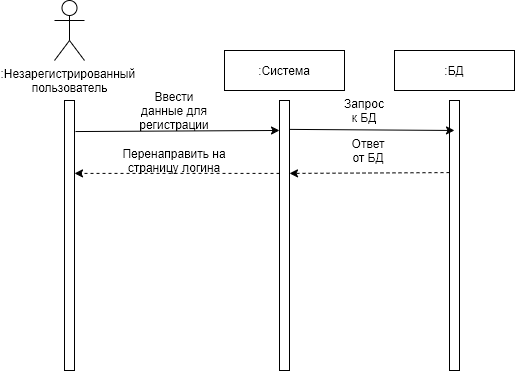 :Незарегистрированный
пользователь
:Система
:БД
Ввести
данные для
регистрации
Запрос
к БД
Перенаправить на
страницу логина
Ответ
от БД